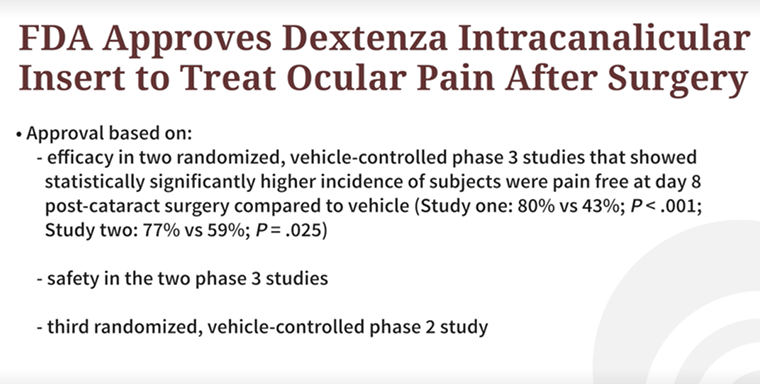 FDA Approves Dextenza Intracanalicular
Insert to Treat Ocular Pain After Surgery
• Approval based on:
- efficacy in two randomized, vehicle-controlled phase 3 studies that showed
statistically significantly higher incidence of subjects were pain free at day 8
post-cataract surgery compared to vehicle (Study one: 80% vs 43%; P < .001;
Study two: 77% vs 59%; P = .025)
- safety in the two phase 3 studies
- third randomized, vehicle-controlled phase 2 study